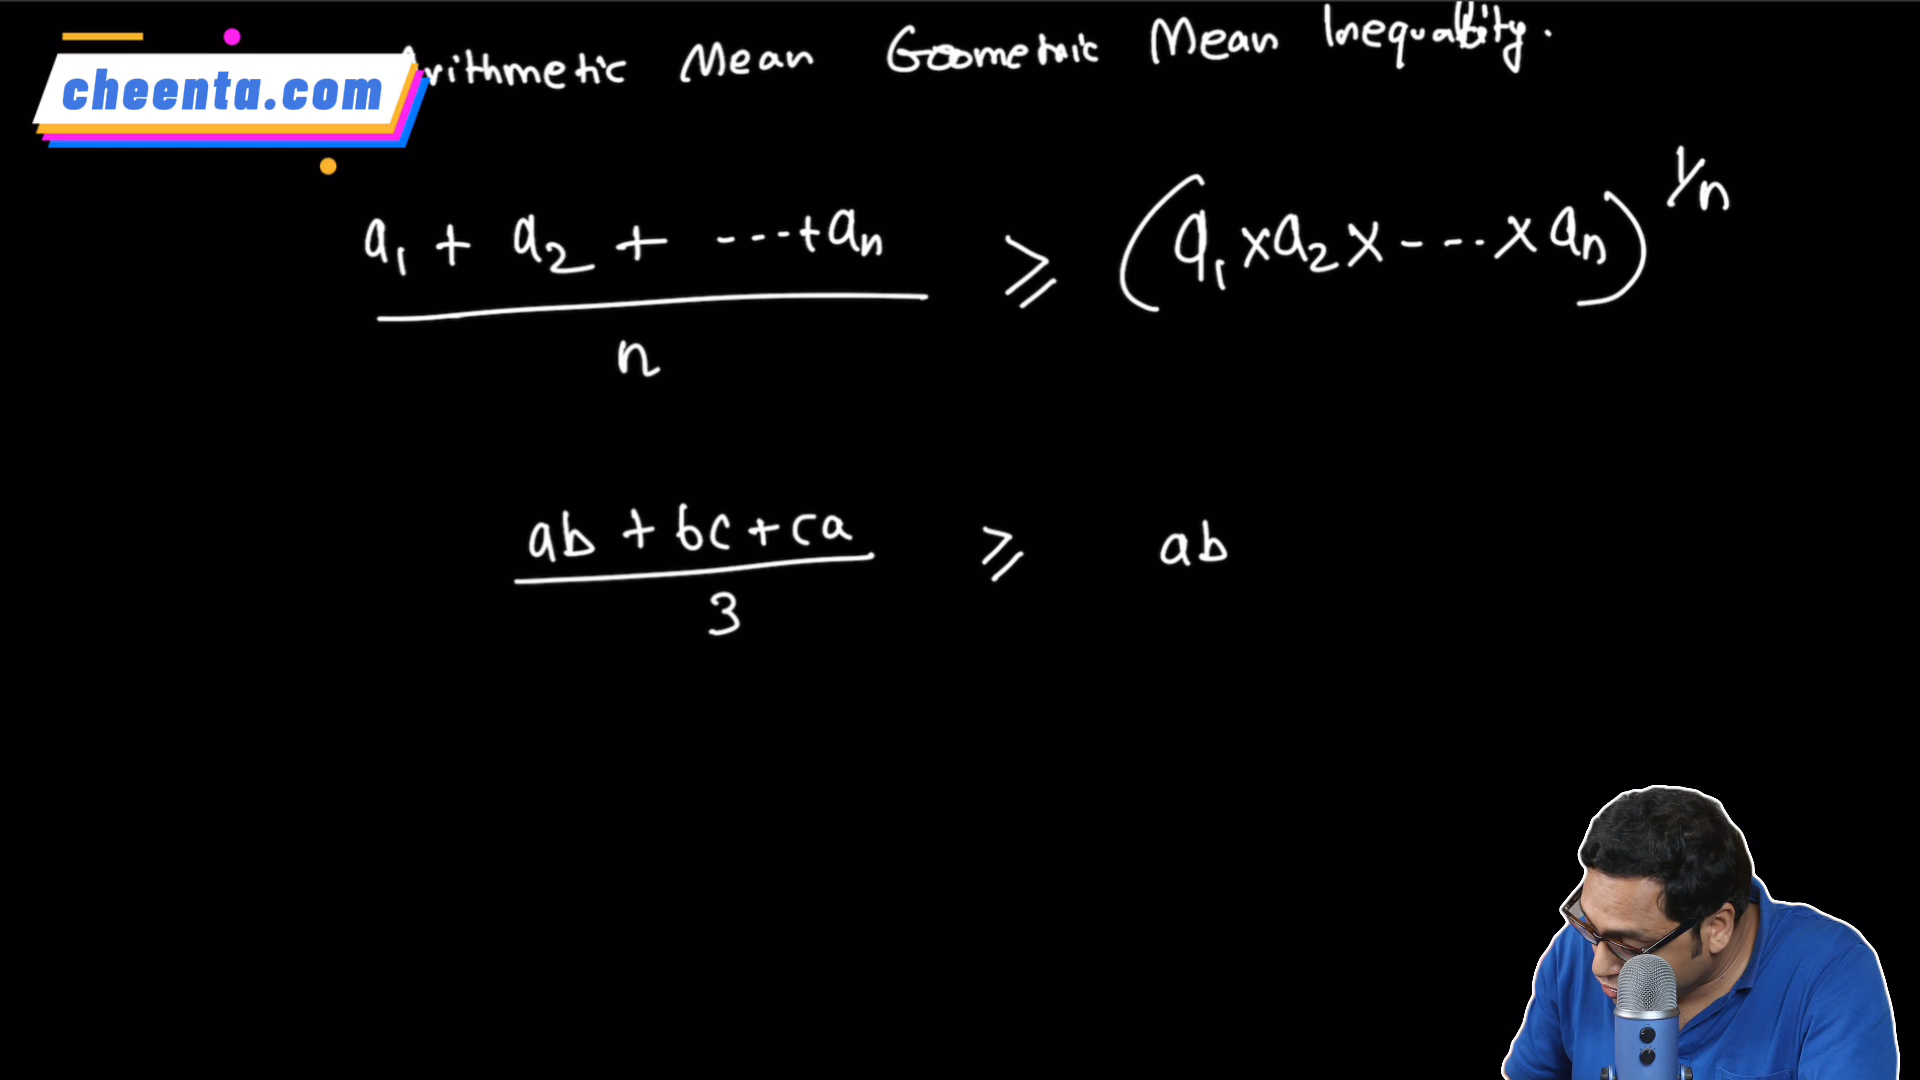 cheenta.com
Arithmetic Mean Geometric Mean Inequality.
a₁ + a₂ + ---+aₙ / n ⩾ (a₁ x a₂ x ---- x aₙ)^1/n
ab + bc + ca / 3 ⩾ ab